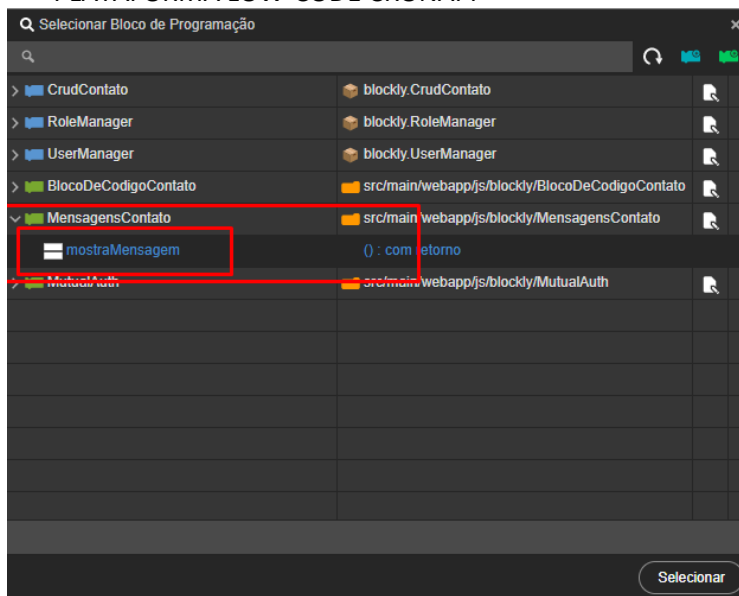 Selecionar Bloco de Programação
CrudContato blockly.CrudContato
RoleManager blockly.RoleManager
UserManager blockly.UserManager
BlocoDeCodigoContato src/main/webapp/js/blockly/BlocoDeCodigoContato
MensagensContato src/main/webapp/js/blockly/MensagensContato
mostraMensagem () : com retorno
MutualAuth src/main/webapp/js/blockly/MutualAuth
Selecionar